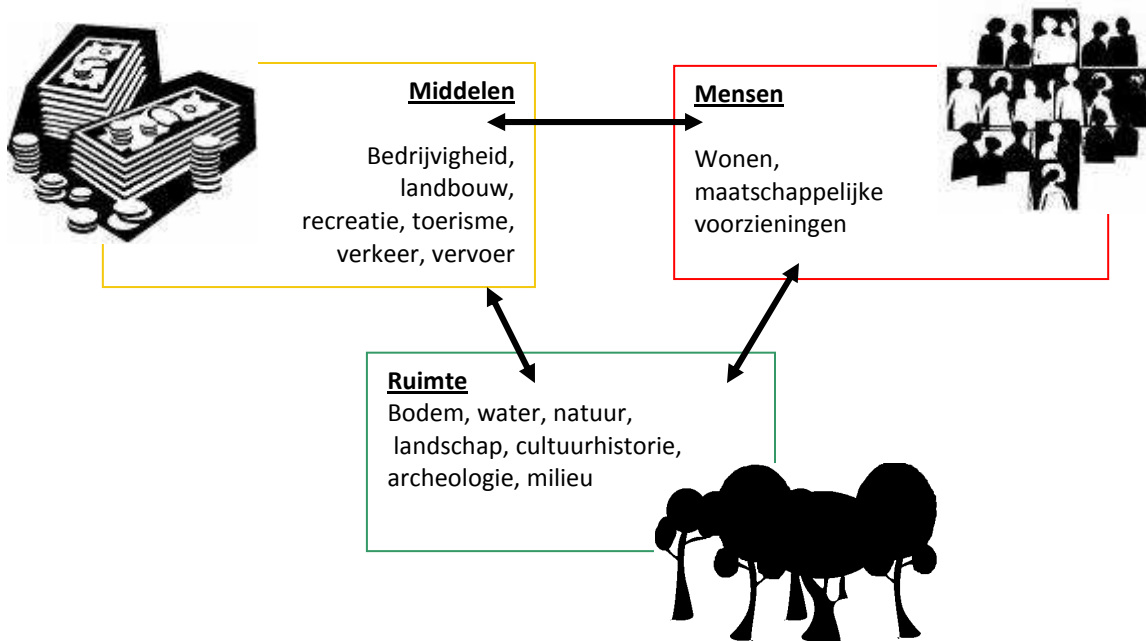 Middelen
Bedrijvigheid,
landbouw,
recreatie, toerisme,
verkeer, vervoer
Mensen
Wonen,
maatschappelijke
voorzieningen
Ruimte
Bodem, water, natuur,
landschap, cultuurhistorie,
archeologie, milieu